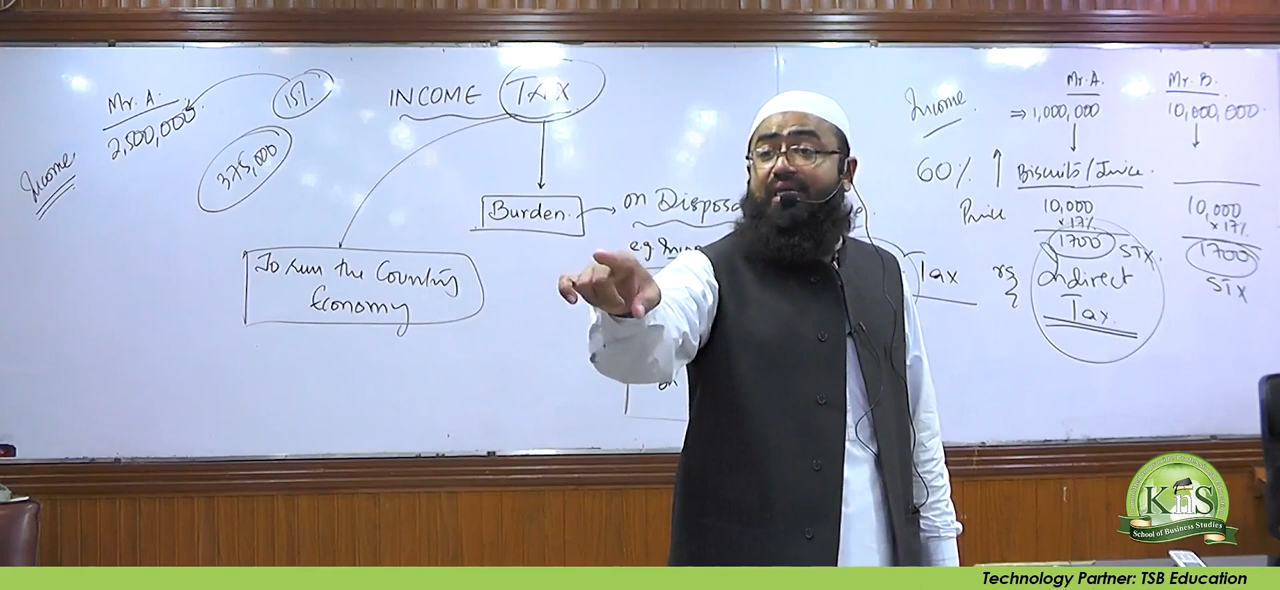 Mr. A.
2,500,000
Income
15%
375,000
INCOME TAX
Burden.
on Disposa
e.g
To run the Country
Economy
on
Tax
Income
Mr. A.
⇒ 1,000,000
Mr. B.
10,000,000
60% ↑ Biscuits/Juice.
Price
10,000
x 17%
1700 STX.
Indirect
Tax.
10,000
x 17%
1700
STX
KnS
School of Business Studies
Technology Partner: TSB Education